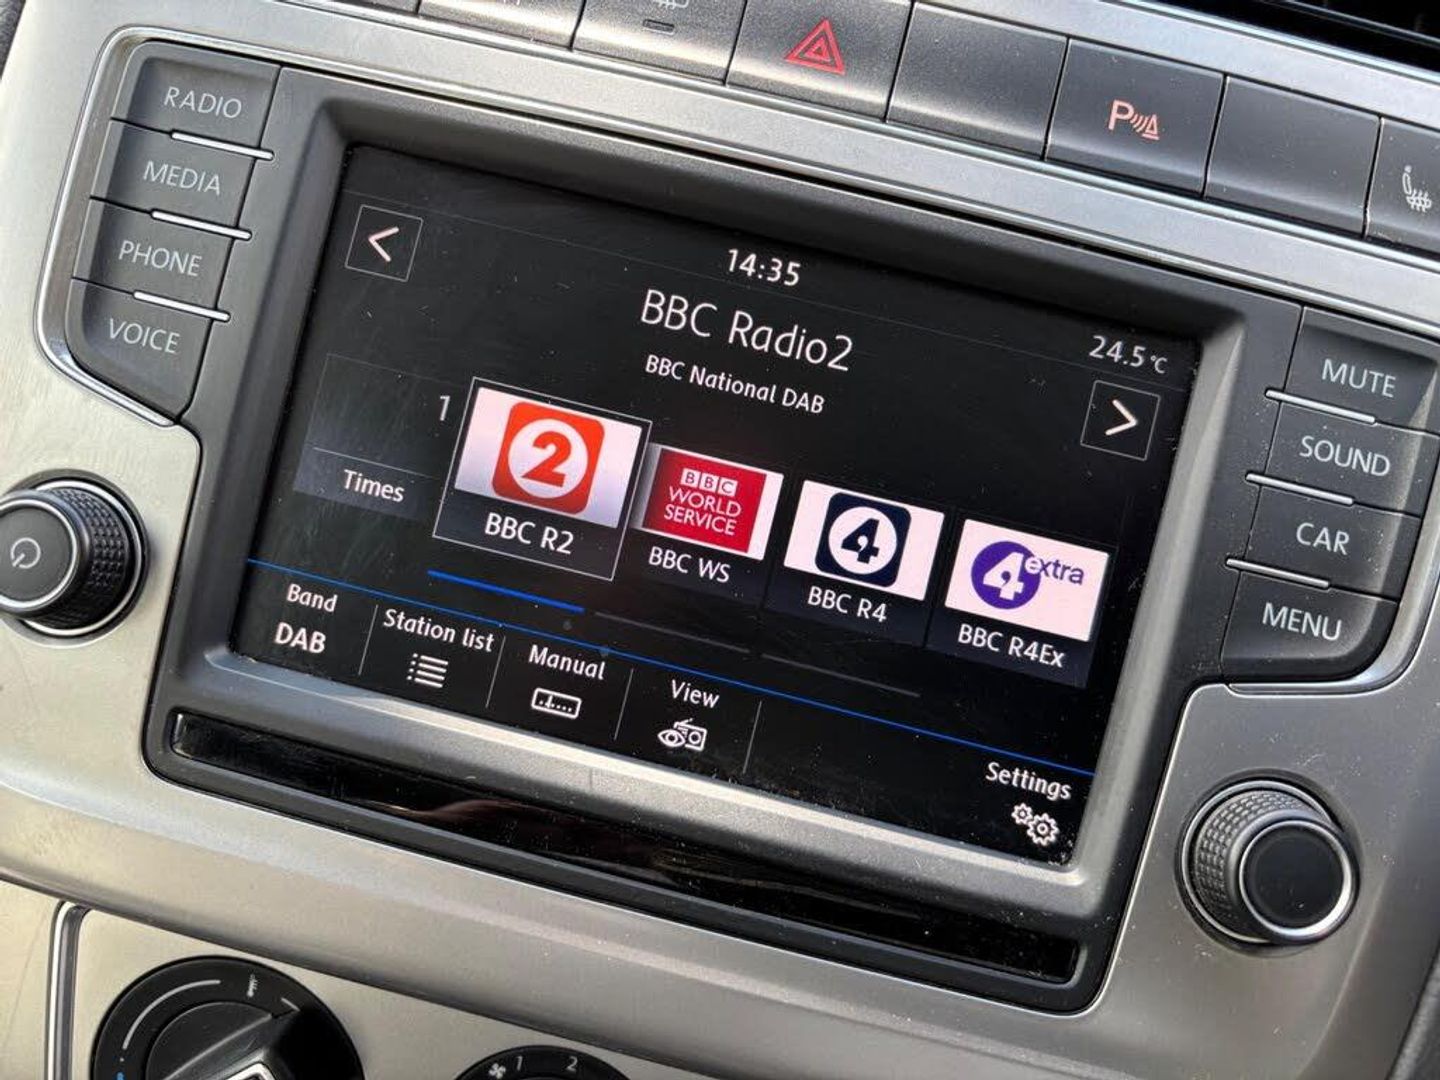 RADIO
MEDIA
PHONE
VOICE
P
14:35
BBC Radio2
24.5°C
BBC National DAB
1
Times
2
BBC R2
BBC
WORLD
SERVICE
BBC WS
4
BBC R4
4 extra
BBC R4Ex
Band
DAB
Station list
Manual
View
Settings
MUTE
SOUND
CAR
MENU
1 2